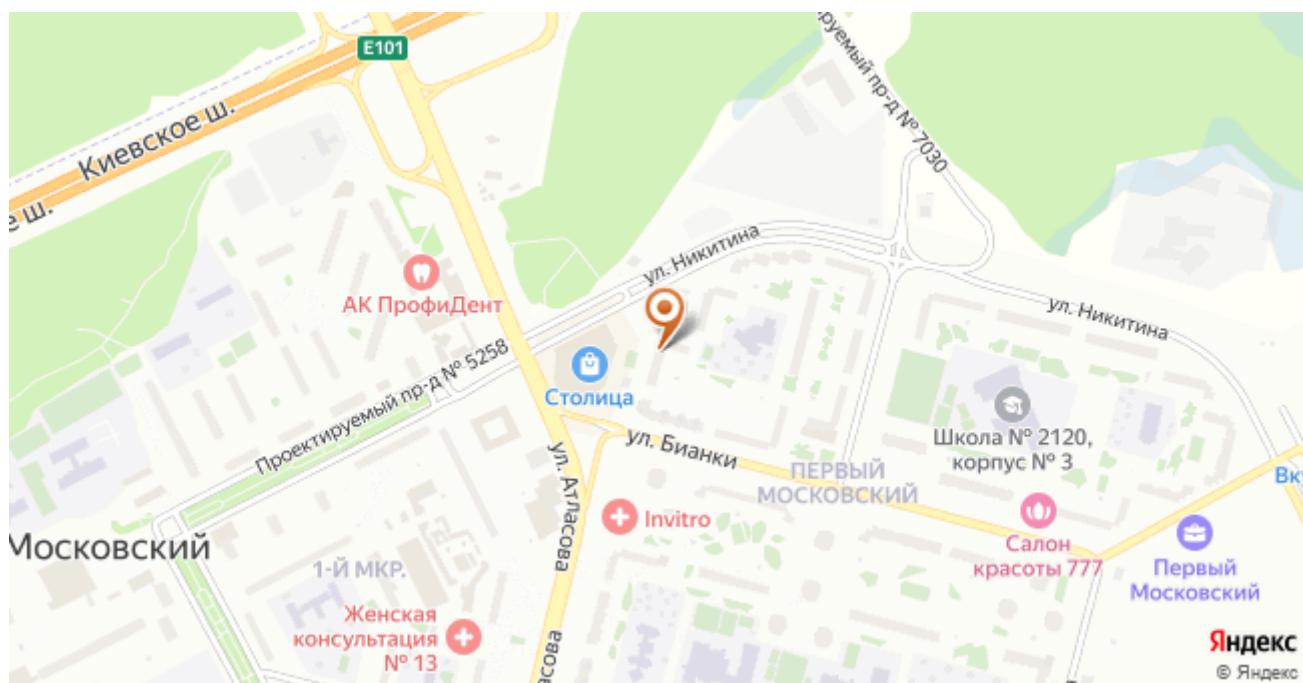 E101
Киевское ш.
е ш.
руемый пр-д № 7030
ул. Никитина
АК ПрофиДент
ул. Никитина
Проектируемый пр-д № 5258
Столица
Школа № 2120,
корпус № 3
ул. Бианки
ПЕРВЫЙ
МОСКОВСКИЙ
ул. Атласова
Вку
Invitro
Салон
красоты 777
Московский
1-Й МКР.
Первый
Московский
Женская
консультация
№ 13
асова
Яндекс
© Яндекс